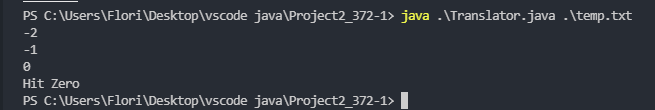 PS C:\Users\Flori\Desktop\vscode java\Project2_372-1> java .\Translator.java .\temp.txt
-2
-1
0
Hit Zero
PS C:\Users\Flori\Desktop\vscode java\Project2_372-1>